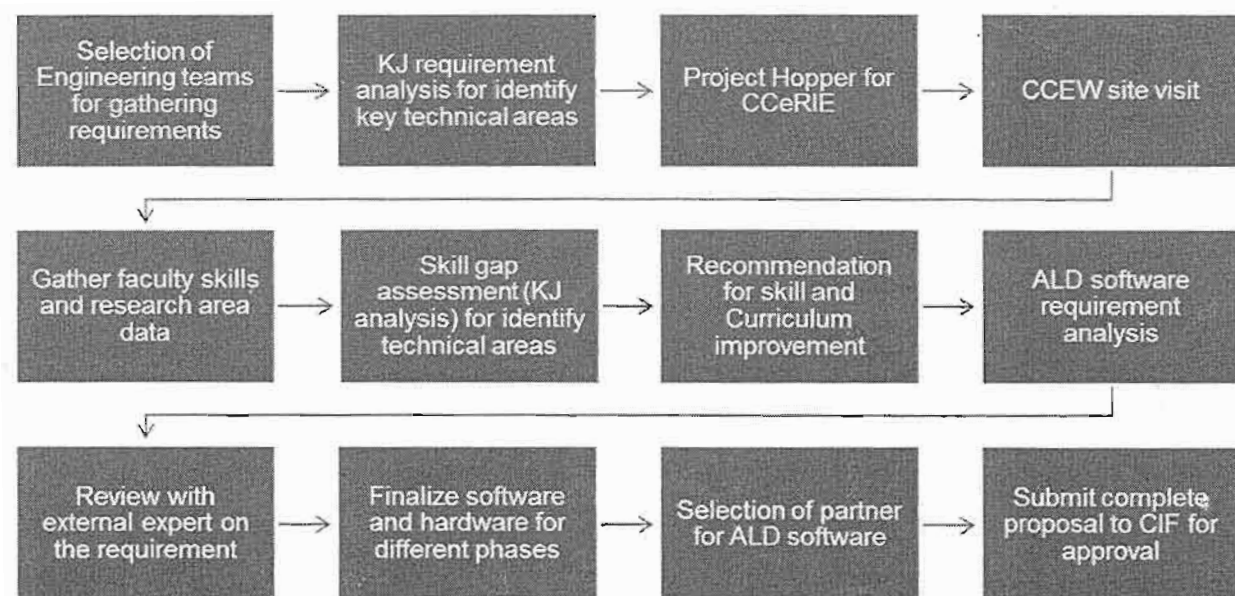 Selection of
Engineering teams
for gathering
requirements
KJ requirement
analysis for identify
key technical areas
Project Hopper for
CCeRIE
CCEW site visit
Gather faculty skills
and research area
data
Skill gap
assessment (KJ
analysis) for identify
technical areas
Recommendation
for skill and
Curriculum
improvement
ALD software
requirement
analysis
Review with
external expert on
the requirement
Finalize software
and hardware for
different phases
Selection of partner
for ALD software
Submit complete
proposal to CIF for
approval